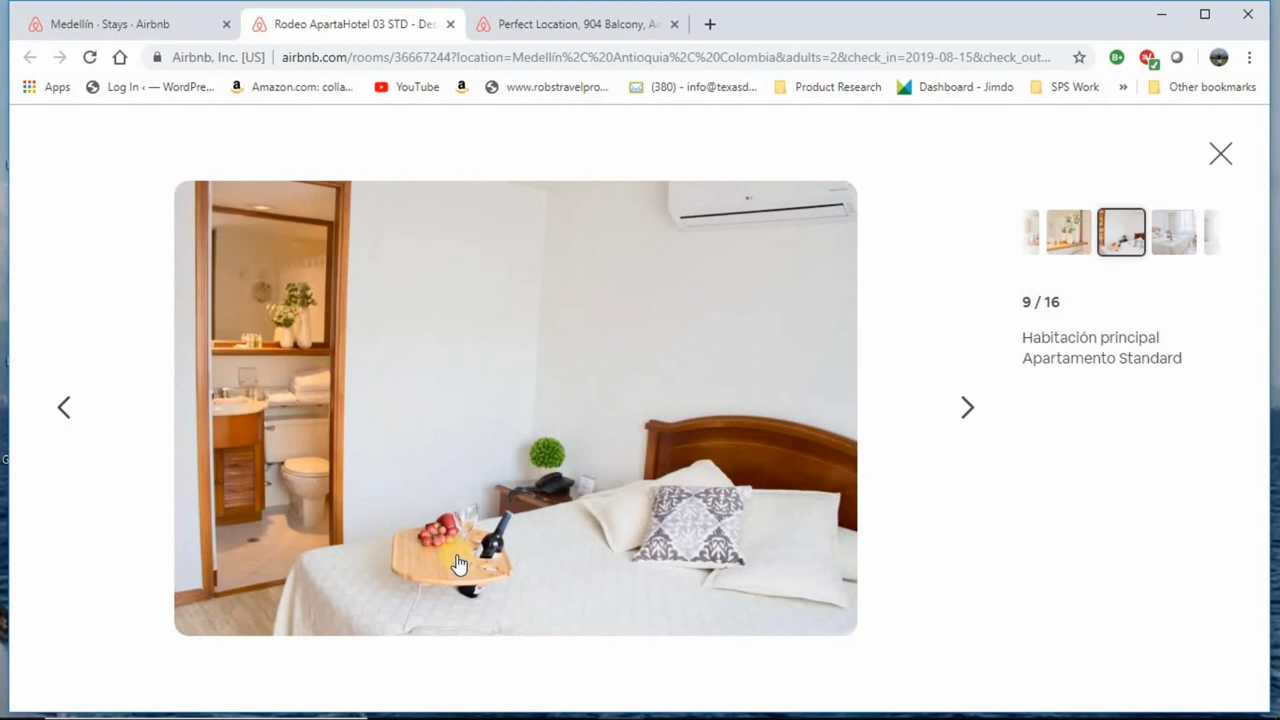 Medellín · Stays · Airbnb
Rodeo ApartaHotel 03 STD - Des
Perfect Location, 904 Balcony, Ai
Airbnb, Inc. [US]
airbnb.com/rooms/36667244?location=Medellín%2C%20Antioquia%2C%20Colombia&adults=2&check_in=2019-08-15&check_out...
Apps
Log In ‹ — WordPre...
Amazon.com: colla...
YouTube
www.robstravelpro...
(380) - info@texasd...
Product Research
Dashboard - Jimdo
SPS Work
»
Other bookmarks
9 / 16
Habitación principal
Apartamento Standard